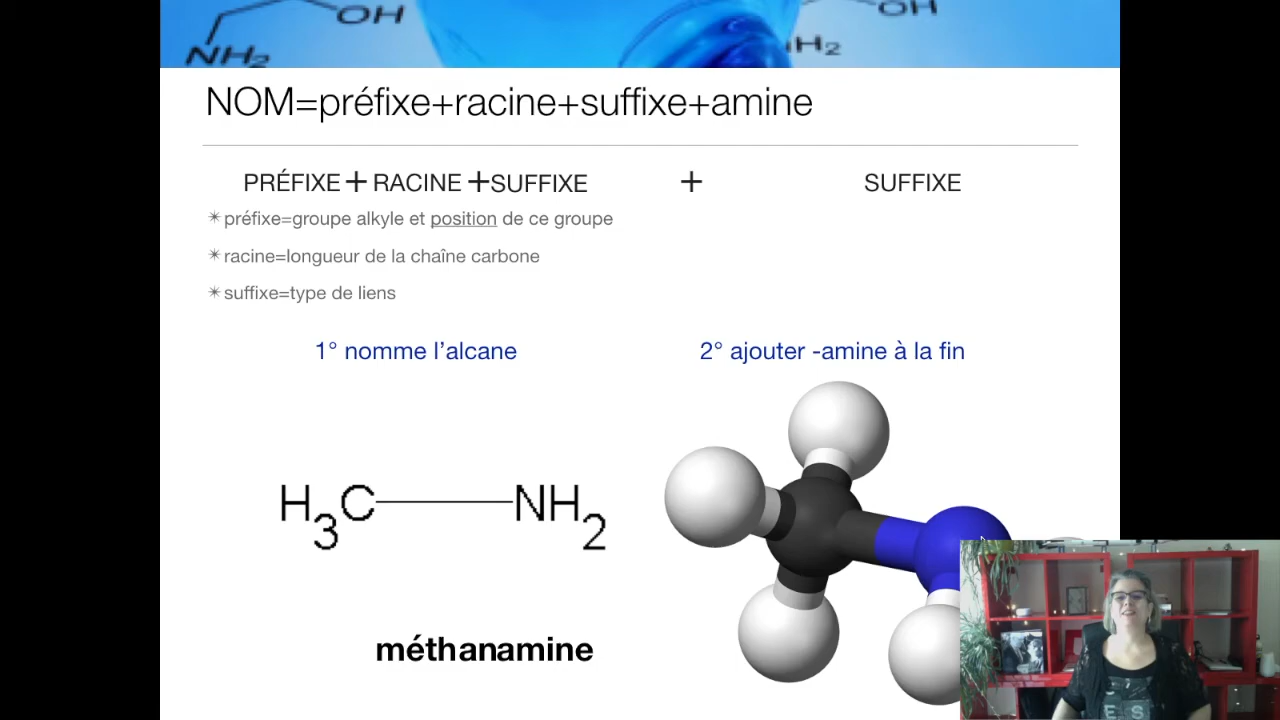 OH
NH2
OH
H2
NOM=préfixe+racine+suffixe+amine
PRÉFIXE + RACINE + SUFFIXE + SUFFIXE
✴ préfixe=groupe alkyle et position de ce groupe
✴ racine=longueur de la chaîne carbone
✴ suffixe=type de liens
1° nomme l’alcane
2° ajouter -amine à la fin
H3C NH2
méthanamine